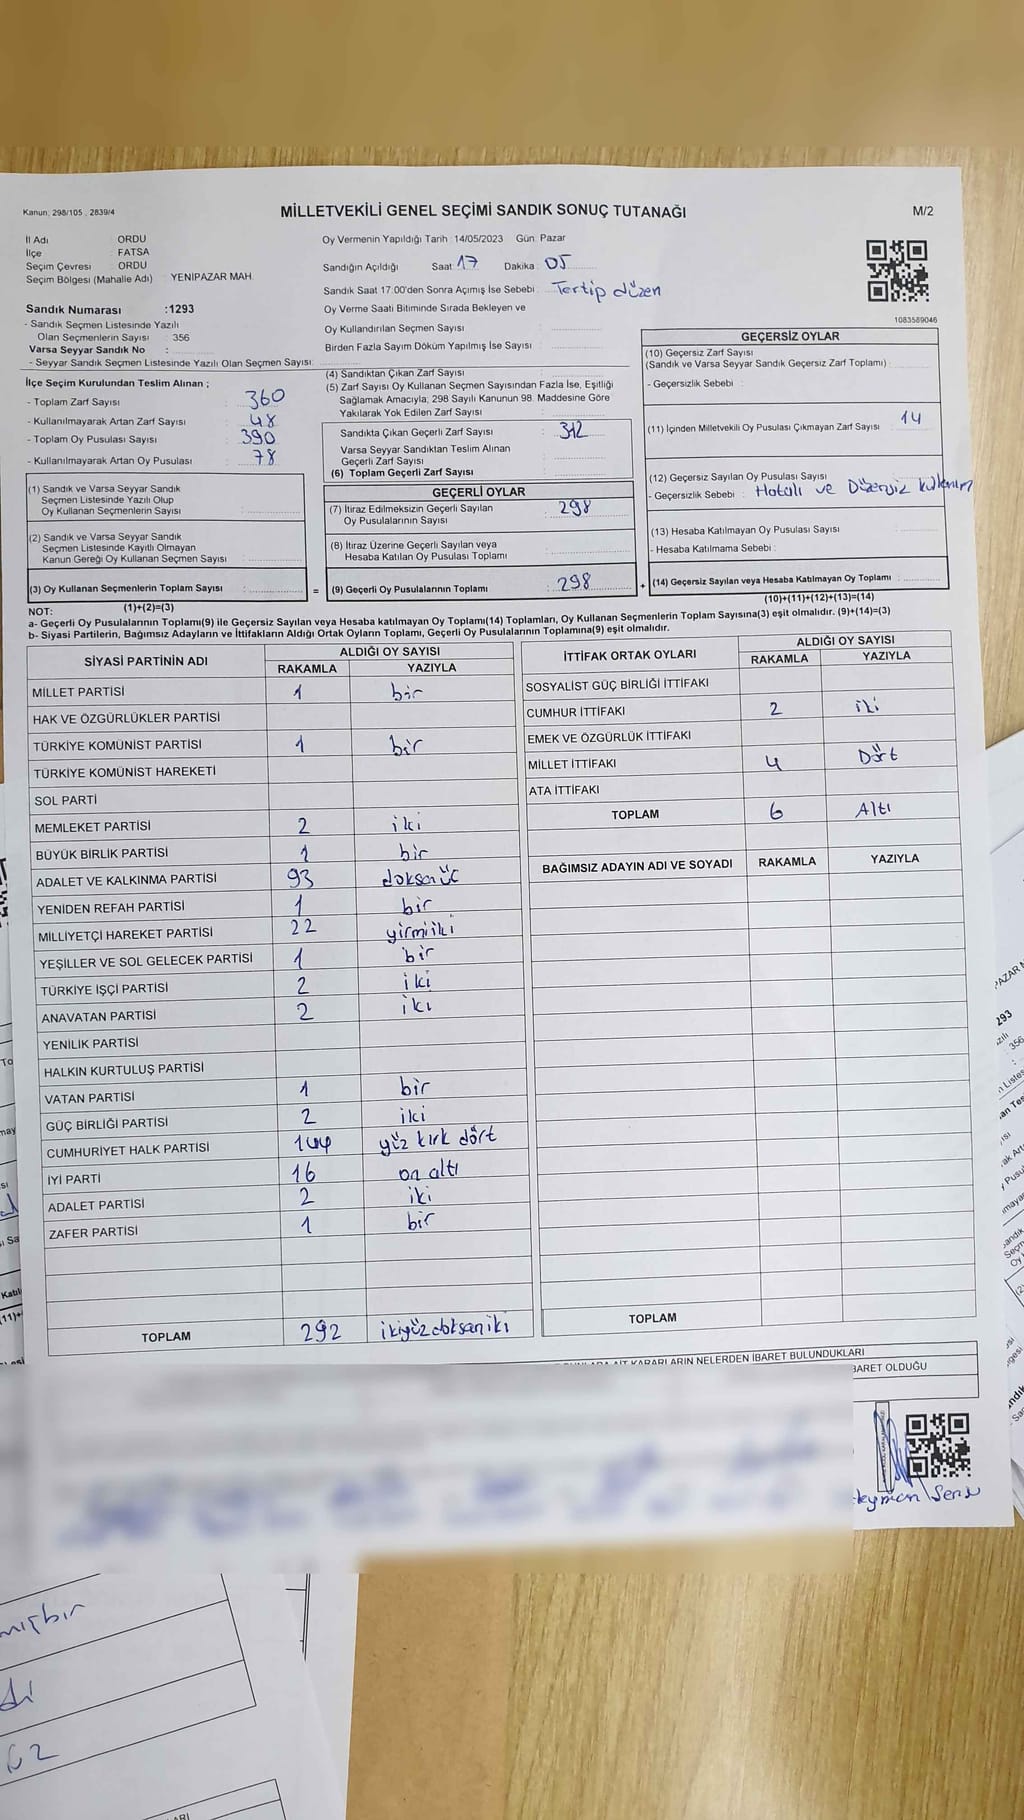 Kanun: 298/105 , 2839/4
MİLLETVEKİLİ GENEL SEÇİMİ SANDIK SONUÇ TUTANAĞI
M/2
İl Adı : ORDU
İlçe : FATSA
Seçim Çevresi : ORDU
Seçim Bölgesi (Mahalle Adı) : YENİPAZAR MAH.
Sandık Numarası :1293
- Sandık Seçmen Listesinde Yazılı
Olan Seçmenlerin Sayısı : 356
Varsa Seyyar Sandık No :
- Seyyar Sandık Seçmen Listesinde Yazılı Olan Seçmen Sayısı:
Oy Vermenin Yapıldığı Tarih :14/05/2023 Gün: Pazar
Sandığın Açıldığı Saat :17 Dakika : 05
Sandık Saat 17:00'den Sonra Açımış İse Sebebi : Tertip düzen
Oy Verme Saati Bitiminde Sırada Bekleyen ve
Oy Kullandırılan Seçmen Sayısı :
Birden Fazla Sayım Döküm Yapılmış İse Sayısı :
1083589046
İlçe Seçim Kurulundan Teslim Alınan ;
- Toplam Zarf Sayısı : 360
- Kullanılmayarak Artan Zarf Sayısı : 48
- Toplam Oy Pusulası Sayısı : 390
- Kullanılmayarak Artan Oy Pusulası : 78
(1) Sandık ve Varsa Seyyar Sandık
Seçmen Listesinde Yazılı Olup
Oy Kullanan Seçmenlerin Sayısı :
(2) Sandık ve Varsa Seyyar Sandık
Seçmen Listesinde Kayıtlı Olmayan
Kanun Gereği Oy Kullanan Seçmen Sayısı :
(3) Oy Kullanan Seçmenlerin Toplam Sayısı :
(1)+(2)=(3)
(4) Sandıktan Çıkan Zarf Sayısı :
(5) Zarf Sayısı Oy Kullanan Seçmen Sayısından Fazla İse, Eşitliği
Sağlamak Amacıyla, 298 Sayılı Kanunun 98. Maddesine Göre
Yakılarak Yok Edilen Zarf Sayısı :
Sandıkta Çıkan Geçerli Zarf Sayısı : 312
Varsa Seyyar Sandıktan Teslim Alınan
Geçerli Zarf Sayısı :
(6) Toplam Geçerli Zarf Sayısı :
GEÇERLİ OYLAR
(7) İtiraz Edilmeksizin Geçerli Sayılan
Oy Pusulalarının Sayısı : 298
(8) İtiraz Üzerine Geçerli Sayılan veya
Hesaba Katılan Oy Pusulası Toplamı :
= (9) Geçerli Oy Pusulalarının Toplamı : 298
GEÇERSİZ OYLAR
(10) Geçersiz Zarf Sayısı
(Sandık ve Varsa Seyyar Sandık Geçersiz Zarf Toplamı) :
- Geçersizlik Sebebi :
(11) İçinden Milletvekili Oy Pusulası Çıkmayan Zarf Sayısı : 14
(12) Geçersiz Sayılan Oy Pusulası Sayısı :
- Geçersizlik Sebebi : Hatalı ve Düzensiz kullanım
(13) Hesaba Katılmayan Oy Pusulası Sayısı :
- Hesaba Katılmama Sebebi :
+ (14) Geçersiz Sayılan veya Hesaba Katılmayan Oy Toplamı :
(10)+(11)+(12)+(13)=(14)
NOT:
a- Geçerli Oy Pusulalarının Toplamı(9) ile Geçersiz Sayılan veya Hesaba katılmayan Oy Toplamı(14) Toplamları, Oy Kullanan Seçmenlerin Toplam Sayısına(3) eşit olmalıdır. (9)+(14)=(3)
b- Siyasi Partilerin, Bağımsız Adayların ve İttifakların Aldığı Ortak Oyların Toplamı, Geçerli Oy Pusulalarının Toplamına(9) eşit olmalıdır.
SİYASİ PARTİNİN ADI ALDIĞI OY SAYISI
RAKAMLA YAZIYLA
MİLLET PARTİSİ 1 bir
HAK VE ÖZGÜRLÜKLER PARTİSİ
TÜRKİYE KOMÜNİST PARTİSİ 1 bir
TÜRKİYE KOMÜNİST HAREKETİ
SOL PARTİ
MEMLEKET PARTİSİ 2 iki
BÜYÜK BİRLİK PARTİSİ 1 bir
ADALET VE KALKINMA PARTİSİ 93 doksanüç
YENİDEN REFAH PARTİSİ 1 bir
MİLLİYETÇİ HAREKET PARTİSİ 22 yirmiiki
YEŞİLLER VE SOL GELECEK PARTİSİ 1 bir
TÜRKİYE İŞÇİ PARTİSİ 2 iki
ANAVATAN PARTİSİ 2 iki
YENİLİK PARTİSİ
HALKIN KURTULUŞ PARTİSİ
VATAN PARTİSİ 1 bir
GÜÇ BİRLİĞİ PARTİSİ 2 iki
CUMHURİYET HALK PARTİSİ 144 yüz kırk dört
İYİ PARTİ 16 on altı
ADALET PARTİSİ 2 iki
ZAFER PARTİSİ 1 bir
TOPLAM 292 ikiyüzdoksaniki
İTTİFAK ORTAK OYLARI ALDIĞI OY SAYISI
RAKAMLA YAZIYLA
SOSYALİST GÜÇ BİRLİĞİ İTTİFAKI
CUMHUR İTTİFAKI 2 iki
EMEK VE ÖZGÜRLÜK İTTİFAKI
MİLLET İTTİFAKI 4 Dört
ATA İTTİFAKI
TOPLAM 6 Altı
BAĞIMSIZ ADAYIN ADI VE SOYADI RAKAMLA YAZIYLA
TOPLAM
KARARLARIN NELERDEN İBARET BULUNDUKLARI
BARET OLDUĞU
62